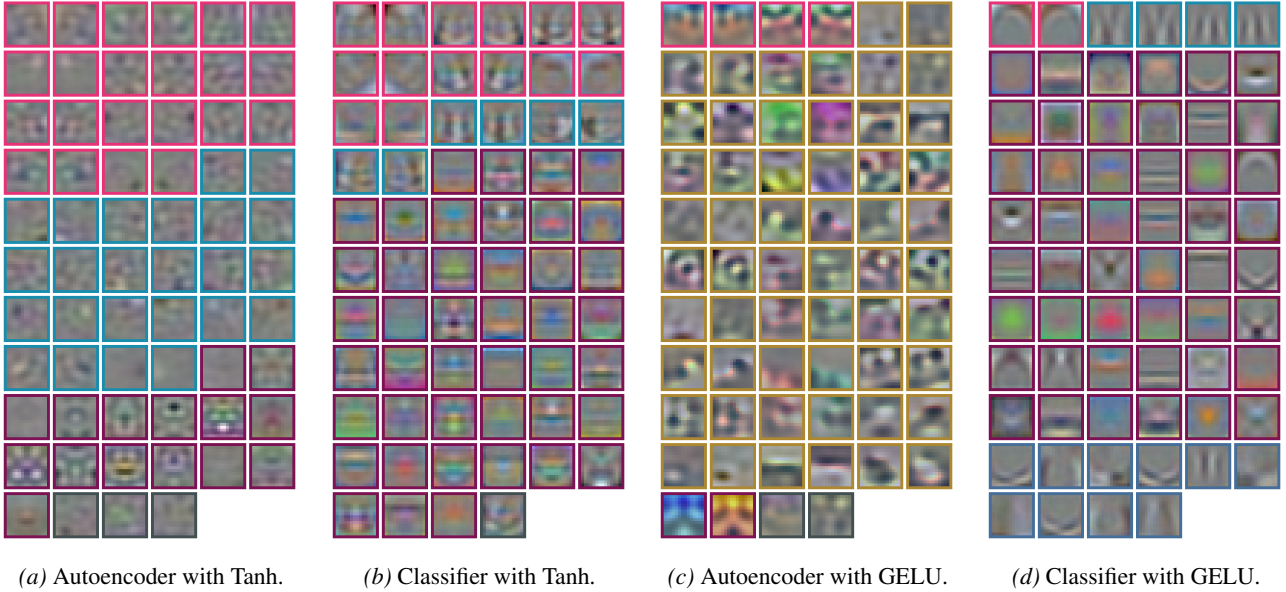 (a) Autoencoder with Tanh.
(b) Classifier with Tanh.
(c) Autoencoder with GELU.
(d) Classifier with GELU.